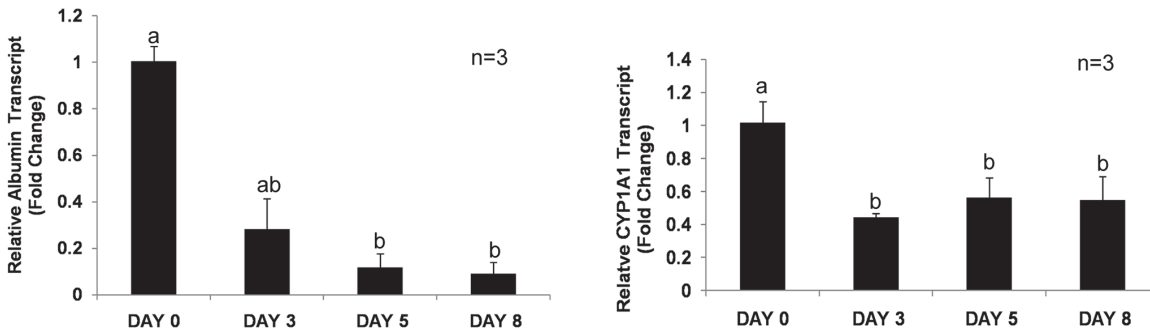 Relative Albumin Transcript
(Fold Change)
1.2
1
0.8
0.6
0.4
0.2
0
a
ab
b
b
n=3
DAY 0 DAY 3 DAY 5 DAY 8
Relatve CYP1A1 Transcript
(Fold Change)
1.4
1.2
1
0.8
0.6
0.4
0.2
0
a
b
b
b
n=3
DAY 0 DAY 3 DAY 5 DAY 8